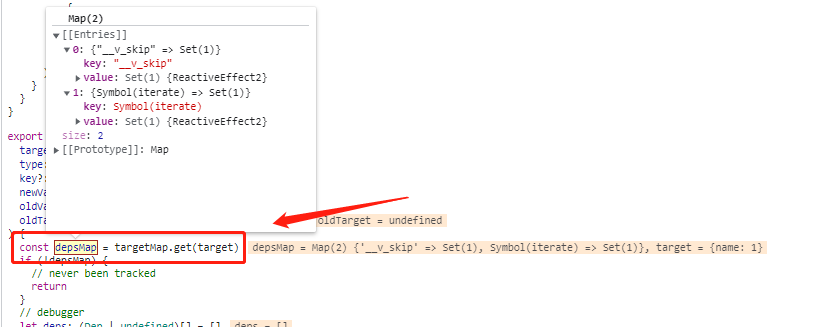 {
Map(2)
▼[[Entries]]
▼0: {"__v_skip" => Set(1)}
key: "__v_skip"
▶value: Set(1) {ReactiveEffect2}
▼1: {Symbol(iterate) => Set(1)}
key: Symbol(iterate)
▶value: Set(1) {ReactiveEffect2}
size: 2
▶[[Prototype]]: Map
}
}
}
}
export
targe
type:
key?:
newVa
oldVa
oldTa oldTarget = undefined
) {
const depsMap = targetMap.get(target) depsMap = Map(2) {'__v_skip' => Set(1), Symbol(iterate) => Set(1)}, target = {name: 1}
if (!depsMap) {
// never been tracked
return
}
// debugger
let deps: (Dep | undefined)[] = [] deps = []